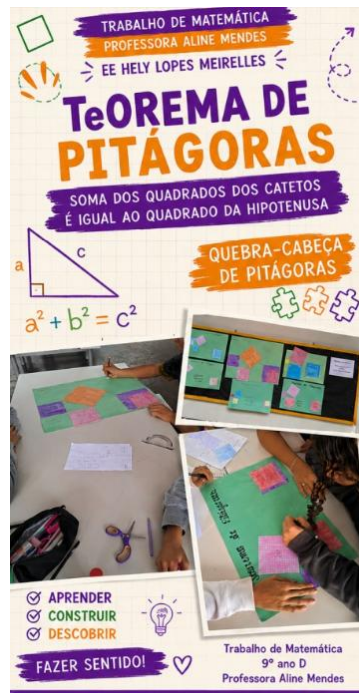 TRABALHO DE MATEMÁTICA
PROFESSORA ALINE MENDES
EE HELY LOPES MEIRELLES
TeOREMA DE
PITÁGORAS
SOMA DOS QUADRADOS DOS CATETOS
É IGUAL AO QUADRADO DA HIPOTENUSA
a
c
a² + b² = c²
QUEBRA-CABEÇA
DE PITÁGORAS
APRENDER
CONSTRUIR
DESCOBRIR
FAZER SENTIDO!
Trabalho de Matemática
9º ano D
Professora Aline Mendes